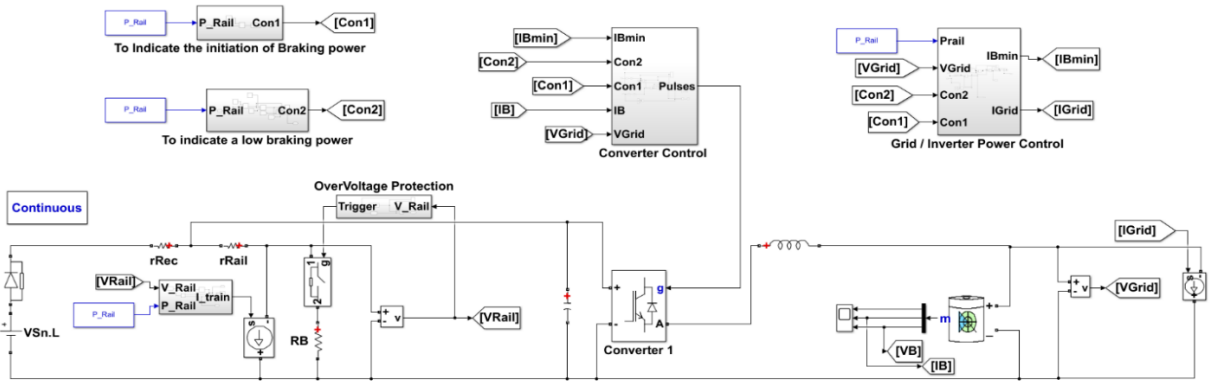 P_Rail
P_Rail
Con1
[Con1]
To Indicate the initiation of Braking power
P_Rail
P_Rail
Con2
[Con2]
To indicate a low braking power
[IBmin]
[Con2]
[Con1]
[IB]
[VGrid]
IBmin
Con2
Con1
IB
VGrid
Pulses
Converter Control
P_Rail
[VGrid]
[Con2]
[Con1]
Prail
VGrid
Con2
Con1
IBmin
IGrid
[IBmin]
[IGrid]
Grid / Inverter Power Control
Continuous
OverVoltage Protection
Trigger
V_Rail
rRec
rRail
[VRail]
P_Rail
V_Rail
P_Rail
I_train
s
-
+
VSn.L
+
1
g
2
RB
+
-
v
[VRail]
+
-
g
A
Converter 1
m
+
-
[VB]
[IB]
+
-
v
[VGrid]
[IGrid]
s
-
+